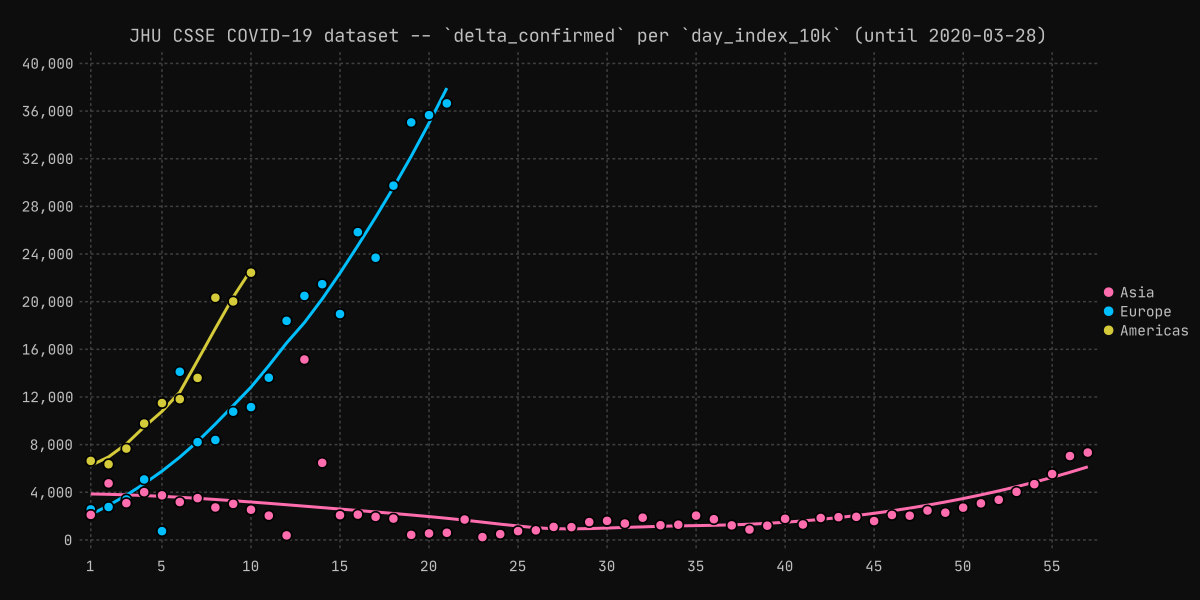 JHU CSSE COVID-19 dataset -- `delta_confirmed` per `day_index_10k` (until 2020-03-28)
40,000
36,000
32,000
28,000
24,000
20,000
16,000
12,000
8,000
4,000
0
1 5 10 15 20 25 30 35 40 45 50 55
Asia
Europe
Americas